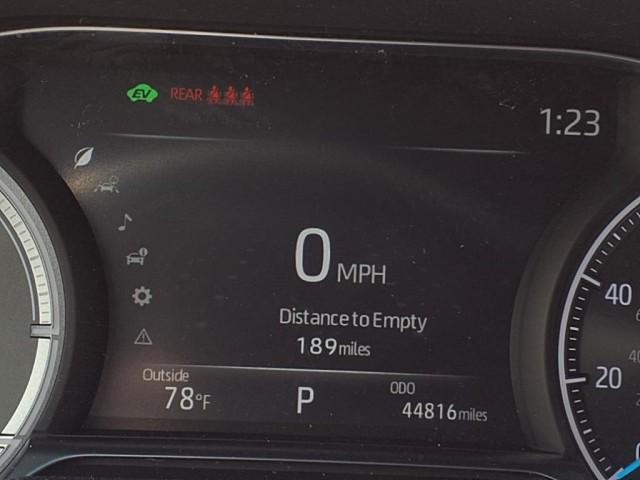 EV REAR
1:23
0 MPH
Distance to Empty
189 miles
Outside
78°F
P
ODO
44816 miles
40
20